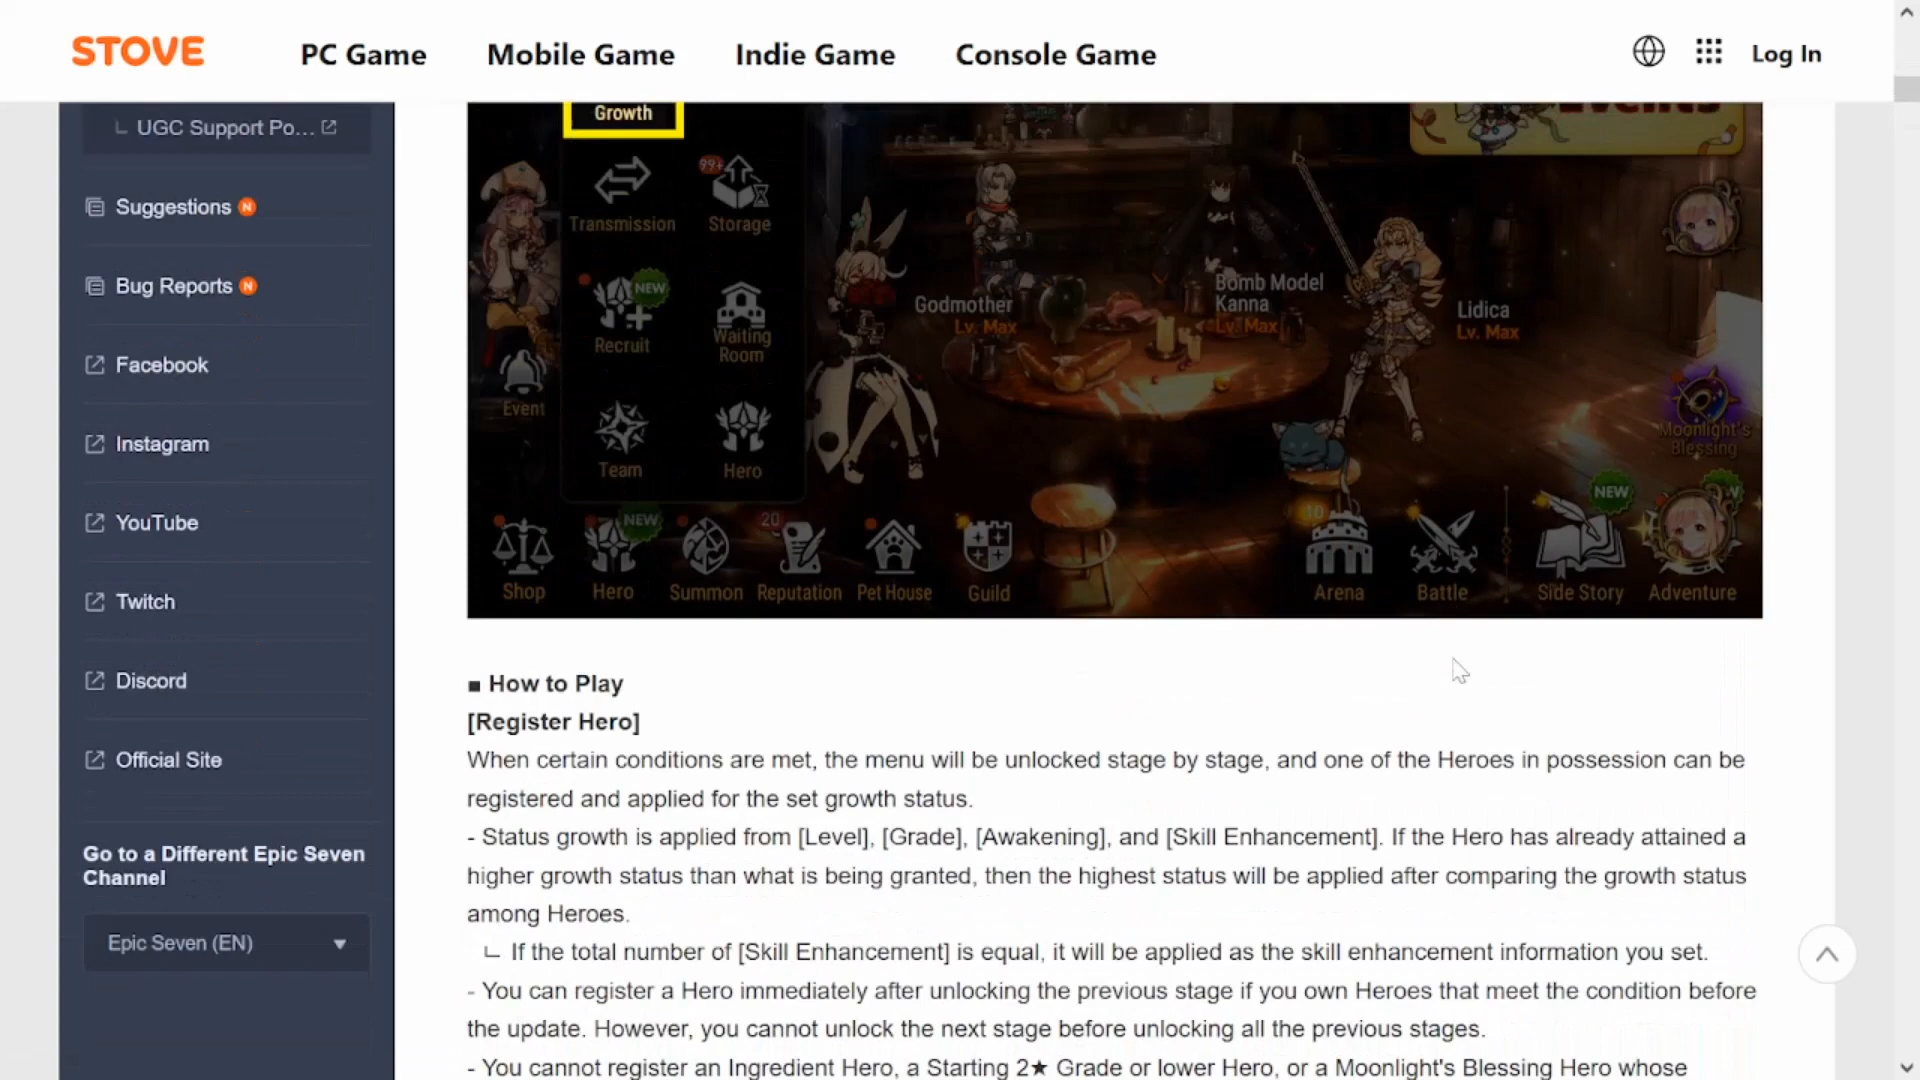 STOVE
PC Game
Mobile Game
Indie Game
Console Game
Log In
UGC Support Po...
Suggestions N
Bug Reports N
Facebook
Instagram
YouTube
Twitch
Discord
Official Site
Go to a Different Epic Seven
Channel
Epic Seven (EN)
Growth
Events
Transmission
99+
Storage
NEW
Recruit
Waiting
Room
Team
Hero
Event
Godmother
Lv. Max
Bomb Model
Kanna
Lv. Max
Lidica
Lv. Max
Moonlight's
Blessing
Shop
NEW
Hero
Summon
20
Reputation
Pet House
Guild
10
Arena
Battle
NEW
Side Story
Adventure
■ How to Play
[Register Hero]
When certain conditions are met, the menu will be unlocked stage by stage, and one of the Heroes in possession can be
registered and applied for the set growth status.
- Status growth is applied from [Level], [Grade], [Awakening], and [Skill Enhancement]. If the Hero has already attained a
higher growth status than what is being granted, then the highest status will be applied after comparing the growth status
among Heroes.
ㄴ If the total number of [Skill Enhancement] is equal, it will be applied as the skill enhancement information you set.
- You can register a Hero immediately after unlocking the previous stage if you own Heroes that meet the condition before
the update. However, you cannot unlock the next stage before unlocking all the previous stages.
- You cannot register an Ingredient Hero, a Starting 2★ Grade or lower Hero, or a Moonlight's Blessing Hero whose